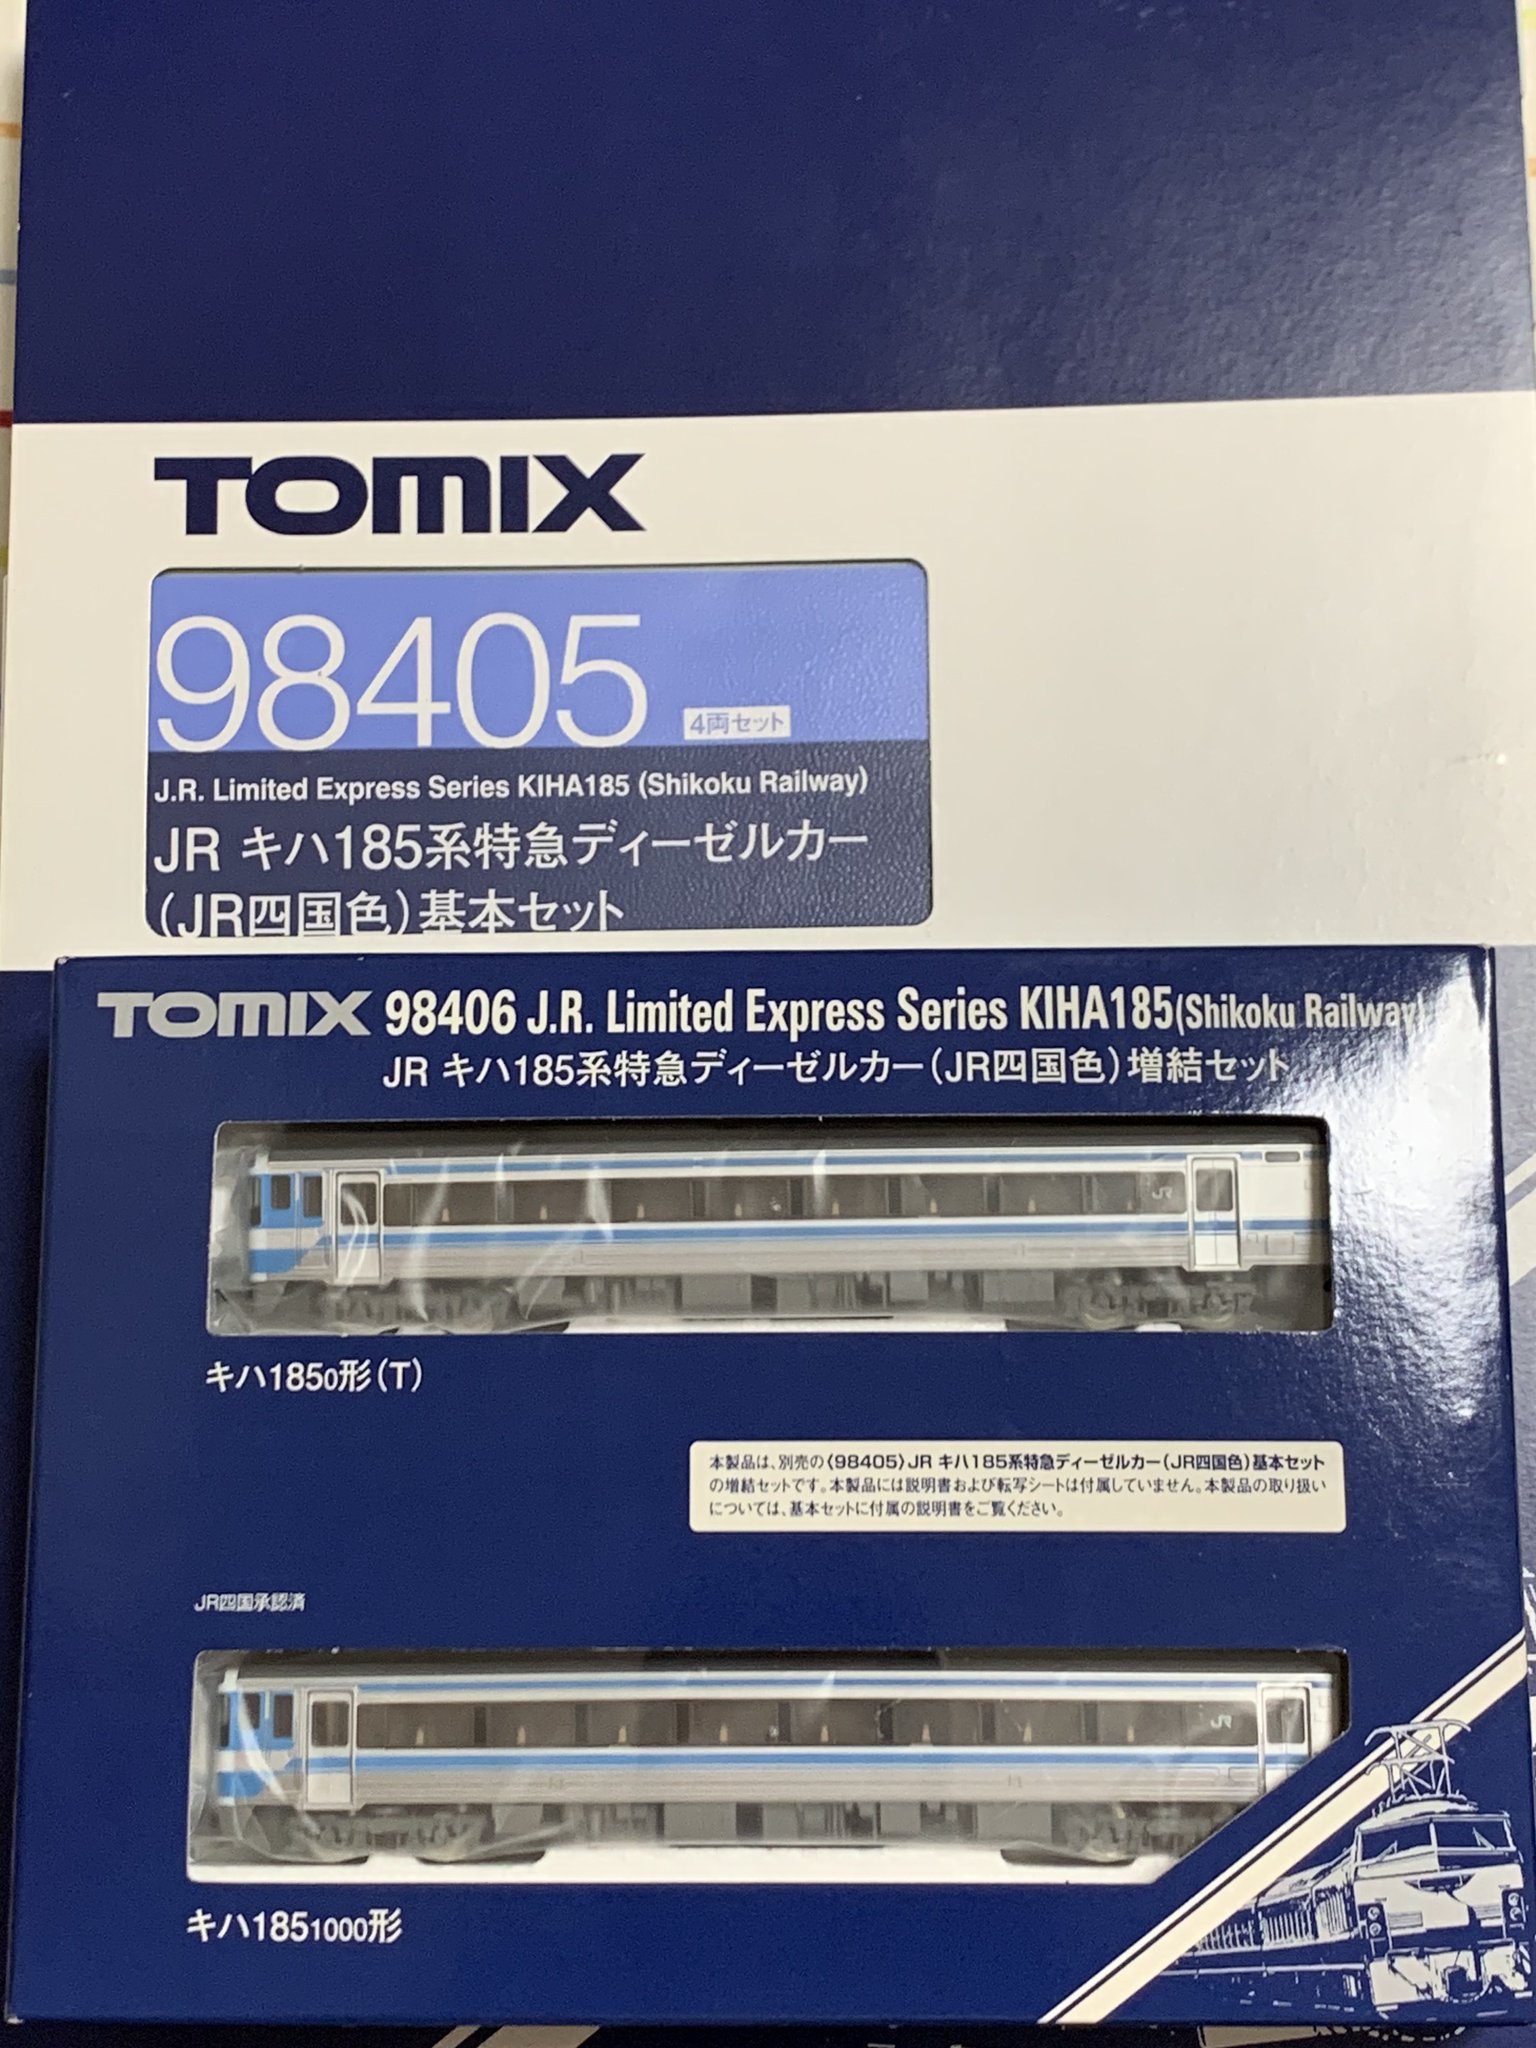 TOMIX
98405 4両セット
J.R. Limited Express Series KIHA185 (Shikoku Railway)
JR キハ185系特急ディーゼルカー
(JR四国色)基本セット
TOMIX 98406 J.R. Limited Express Series KIHA185(Shikoku Railway)
JR キハ185系特急ディーゼルカー(JR四国色)増結セット
JR
キハ1850形(T)
本製品は、別売の〈98405〉JR キハ185系特急ディーゼルカー(JR四国色)基本セット
の増結セットです。本製品には説明書および転写シートは付属していません。本製品の取り扱い
については、基本セットに付属の説明書をご覧ください。
JR四国承認済
JR
キハ1851000形